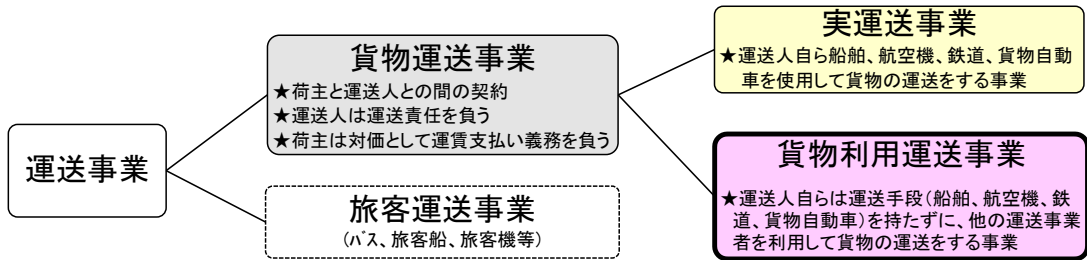 運送事業
貨物運送事業
★荷主と運送人との間の契約
★運送人は運送責任を負う
★荷主は対価として運賃支払い義務を負う
旅客運送事業
(バス、旅客船、旅客機等)
実運送事業
★運送人自ら船舶、航空機、鉄道、貨物自動
車を使用して貨物の運送をする事業
貨物利用運送事業
★運送人自らは運送手段(船舶、航空機、鉄
道、貨物自動車)を持たずに、他の運送事業
者を利用して貨物の運送をする事業